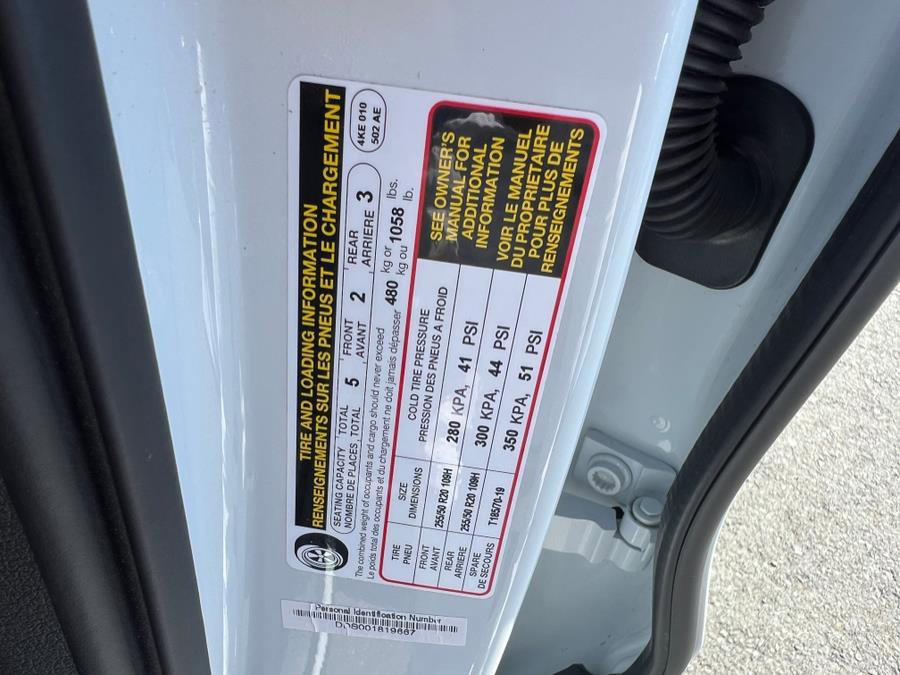 TIRE AND LOADING INFORMATION
RENSEIGNEMENTS SUR LES PNEUS ET LE CHARGEMENT
4KE 010
502 AE
SEATING CAPACITY TOTAL 5 FRONT 2 REAR 3
NOMBRE DE PLACES TOTAL AVANT ARRIERE
The combined weight of occupants and cargo should never exceed 480 kg or 1058 lbs.
Le poids total des occupants et du chargement ne doit jamais dépasser kg ou lb.
TIRE SIZE COLD TIRE PRESSURE
PNEU DIMENSIONS PRESSION DES PNEUS A FROID
FRONT
AVANT 255/50 R20 109H 280 KPA, 41 PSI
REAR
ARRIERE 255/50 R20 109H 300 KPA, 44 PSI
SPARE
DE SECOURS T195/70-19 350 KPA, 51 PSI
SEE OWNER'S
MANUAL FOR
ADDITIONAL
INFORMATION
VOIR LE MANUEL
DU PROPRIETAIRE
POUR PLUS DE
RENSEIGNEMENTS
Personal Identification Number